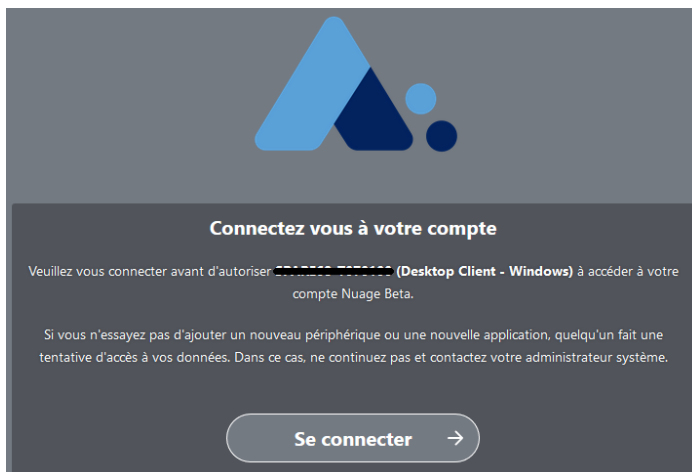 Connectez vous à votre compte
Veuillez vous connecter avant d'autoriser (Desktop Client - Windows) à accéder à votre
compte Nuage Beta.
Si vous n'essayez pas d'ajouter un nouveau périphérique ou une nouvelle application, quelqu'un fait une
tentative d'accès à vos données. Dans ce cas, ne continuez pas et contactez votre administrateur système.
Se connecter